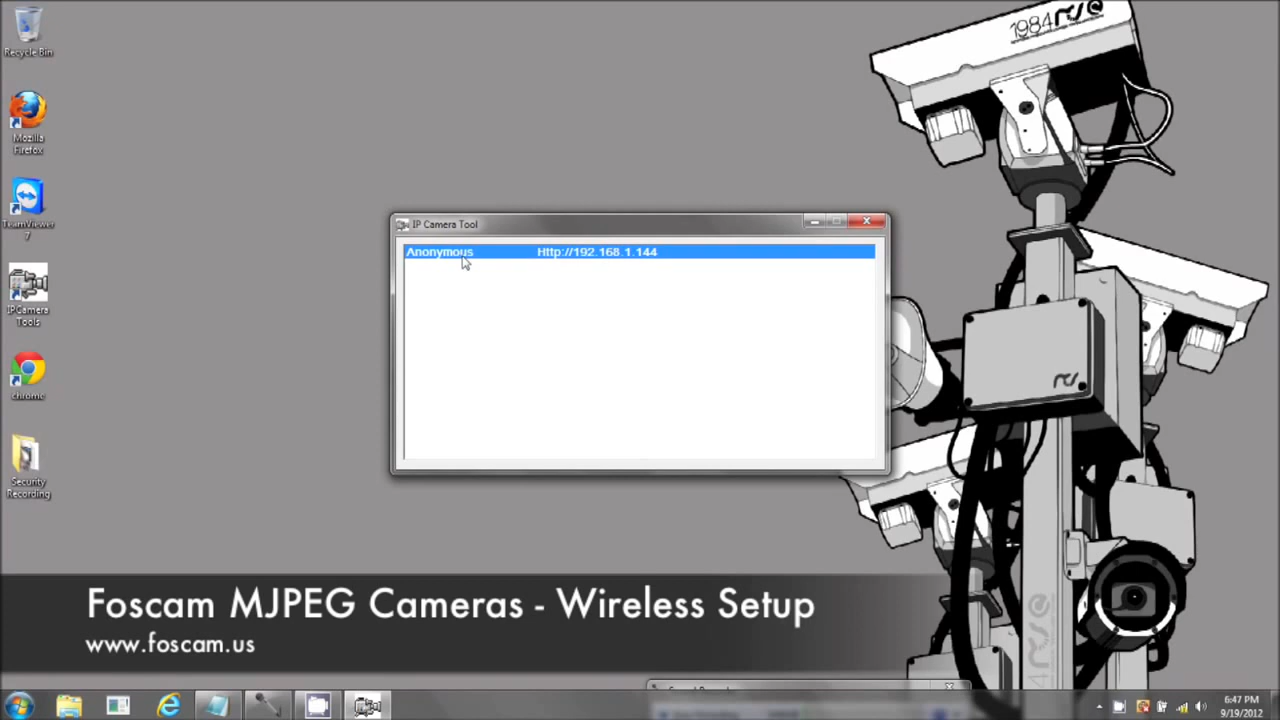 Recycle Bin
Mozilla
Firefox
TeamViewer
7
IPCamera
Tools
chrome
Security
Recording
1984
IP Camera Tool
Anonymous Http://192.168.1.144
Foscam MJPEG Cameras - Wireless Setup
www.foscam.us
6:47 PM
9/19/2012